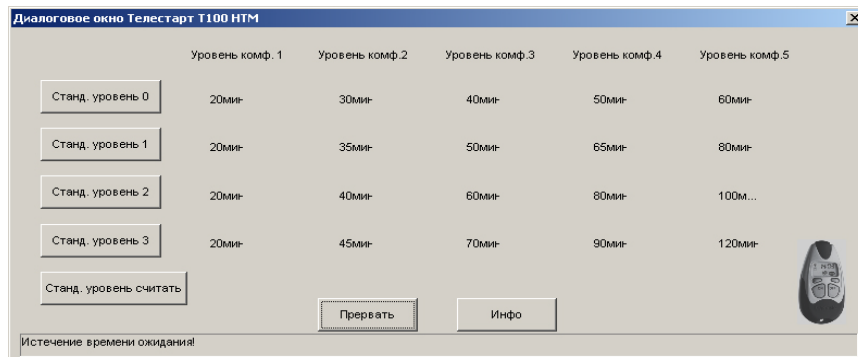 Диалоговое окно Телестарт T100 HTM
Уровень комф. 1 Уровень комф.2 Уровень комф.3 Уровень комф.4 Уровень комф.5
Станд. уровень 0 20мин 30мин 40мин 50мин 60мин
Станд. уровень 1 20мин 35мин 50мин 65мин 80мин
Станд. уровень 2 20мин 40мин 60мин 80мин 100м...
Станд. уровень 3 20мин 45мин 70мин 90мин 120мин
Станд. уровень считать
Прервать Инфо
Истечение времени ожидания!